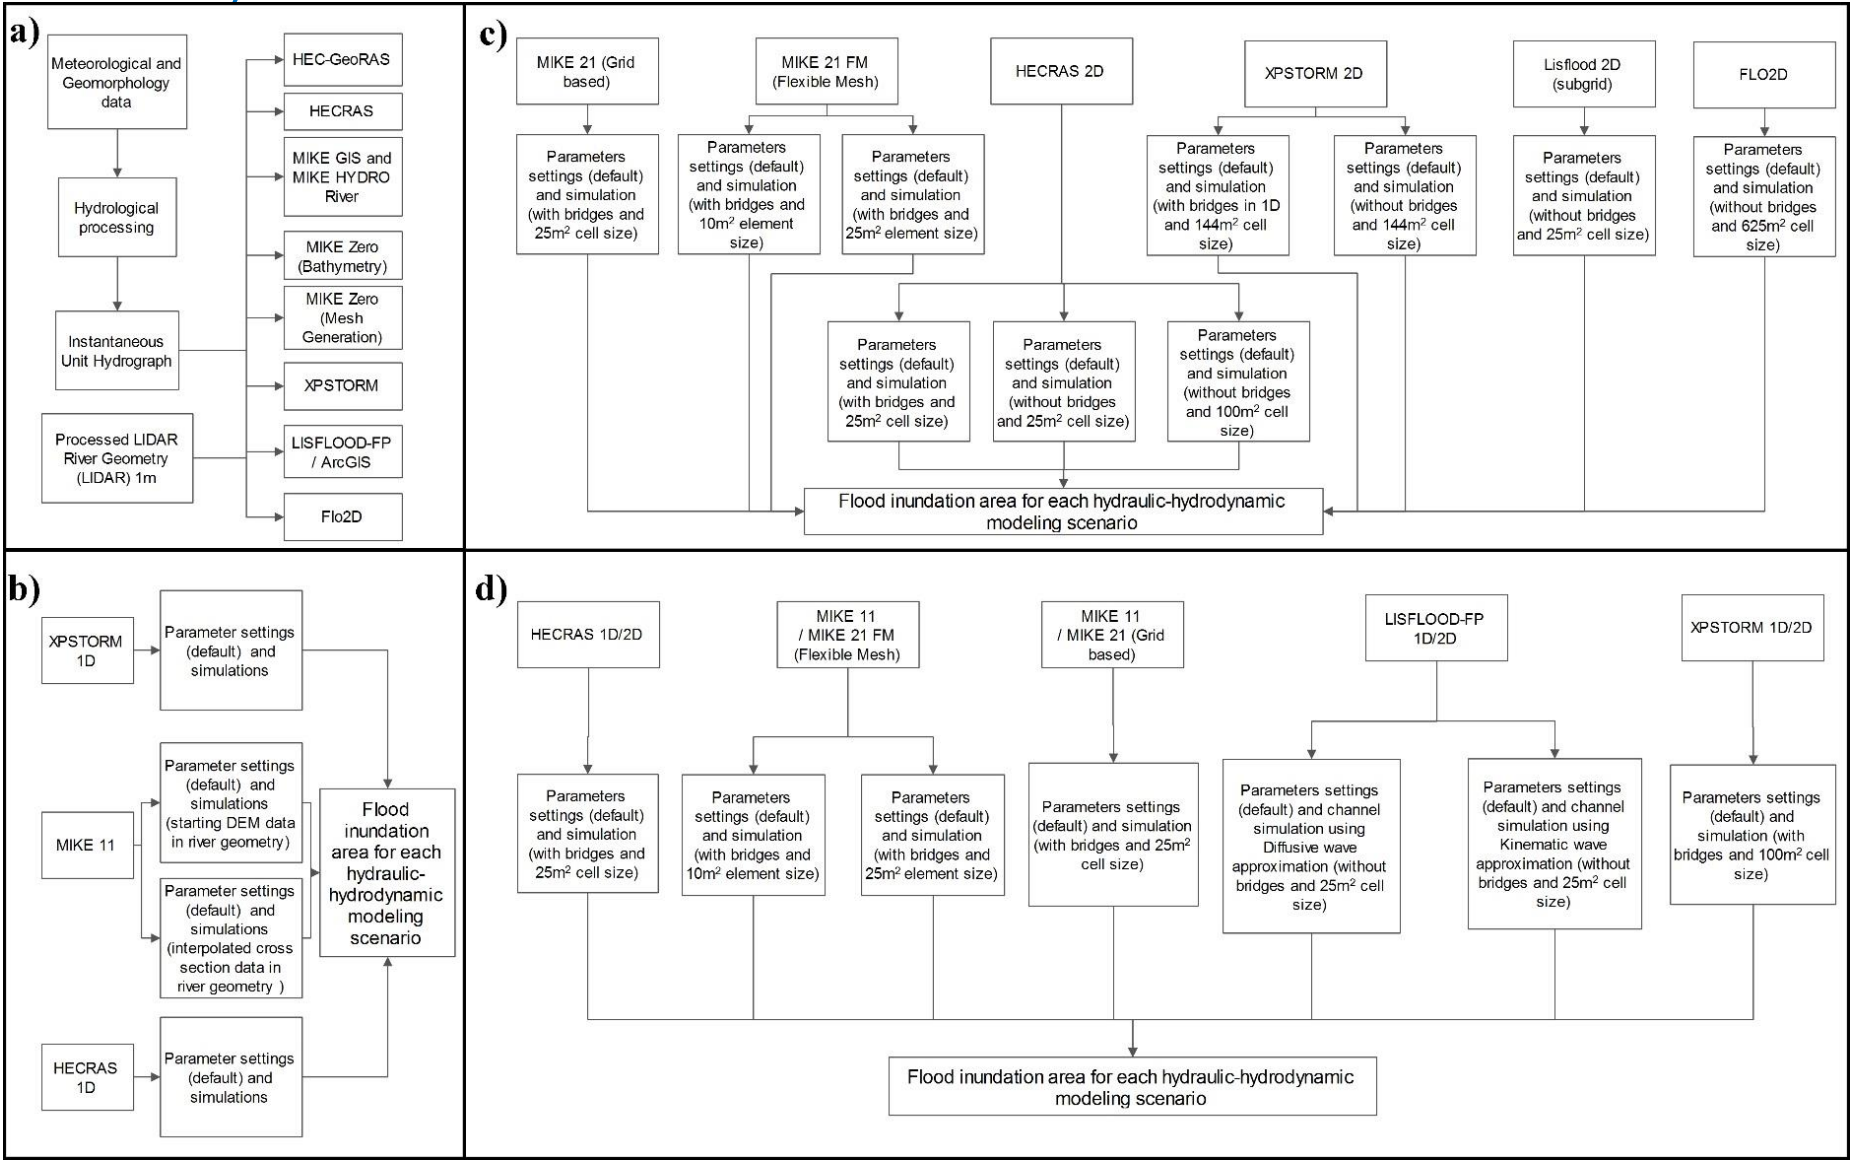 a)
Meteorological and
Geomorphology
data
Hydrological
processing
Instantaneous
Unit Hydrograph
Processed LIDAR
River Geometry
(LIDAR) 1m
HEC-GeoRAS
HECRAS
MIKE GIS and
MIKE HYDRO
River
MIKE Zero
(Bathymetry)
MIKE Zero
(Mesh
Generation)
XPSTORM
LISFLOOD-FP
/ ArcGIS
Flo2D
b)
XPSTORM
1D
Parameter settings
(default) and
simulations
MIKE 11
Parameter settings
(default) and
simulations
(starting DEM data
in river geometry)
Parameter settings
(default) and
simulations
(interpolated cross
section data in
river geometry )
HECRAS
1D
Parameter settings
(default) and
simulations
Flood
inundation
area for each
hydraulic-
hydrodynamic
modeling
scenario
c)
MIKE 21 (Grid
based)
MIKE 21 FM
(Flexible Mesh)
HECRAS 2D
XPSTORM 2D
Lisflood 2D
(subgrid)
FLO2D
Parameters
settings (default)
and simulation
(with bridges and
25m² cell size)
Parameters
settings (default)
and simulation
(with bridges and
10m² element
size)
Parameters
settings (default)
and simulation
(with bridges and
25m² element size)
Parameters
settings (default)
and simulation
(with bridges in 1D
and 144m² cell
size)
Parameters
settings (default)
and simulation
(without bridges
and 144m² cell
size)
Parameters
settings (default)
and simulation
(without bridges
and 25m² cell size)
Parameters
settings (default)
and simulation
(without bridges
and 625m² cell
size)
Parameters
settings (default)
and simulation
(with bridges and
25m² cell size)
Parameters
settings (default)
and simulation
(without bridges
and 25m² cell size)
Parameters
settings (default)
and simulation
(without bridges
and 100m² cell
size)
Flood inundation area for each hydraulic-hydrodynamic
modeling scenario
d)
HECRAS 1D/2D
MIKE 11
/ MIKE 21 FM
(Flexible Mesh)
MIKE 11
/ MIKE 21 (Grid
based)
LISFLOOD-FP
1D/2D
XPSTORM 1D/2D
Parameters
settings (default)
and simulation
(with bridges and
25m² cell size)
Parameters
settings (default)
and simulation
(with bridges and
10m² element size)
Parameters
settings (default)
and simulation
(with bridges and
25m² element size)
Parameters settings
(default) and simulation
(with bridges and 25m²
cell size)
Parameters settings
(default) and channel
simulation using
Diffusive wave
approximation (without
bridges and 25m² cell
size)
Parameters settings
(default) and channel
simulation using
Kinematic wave
approximation (without
bridges and 25m² cell
size)
Parameters settings
(default) and
simulation (with
bridges and 100m² cell
size)
Flood inundation area for each hydraulic-hydrodynamic
modeling scenario